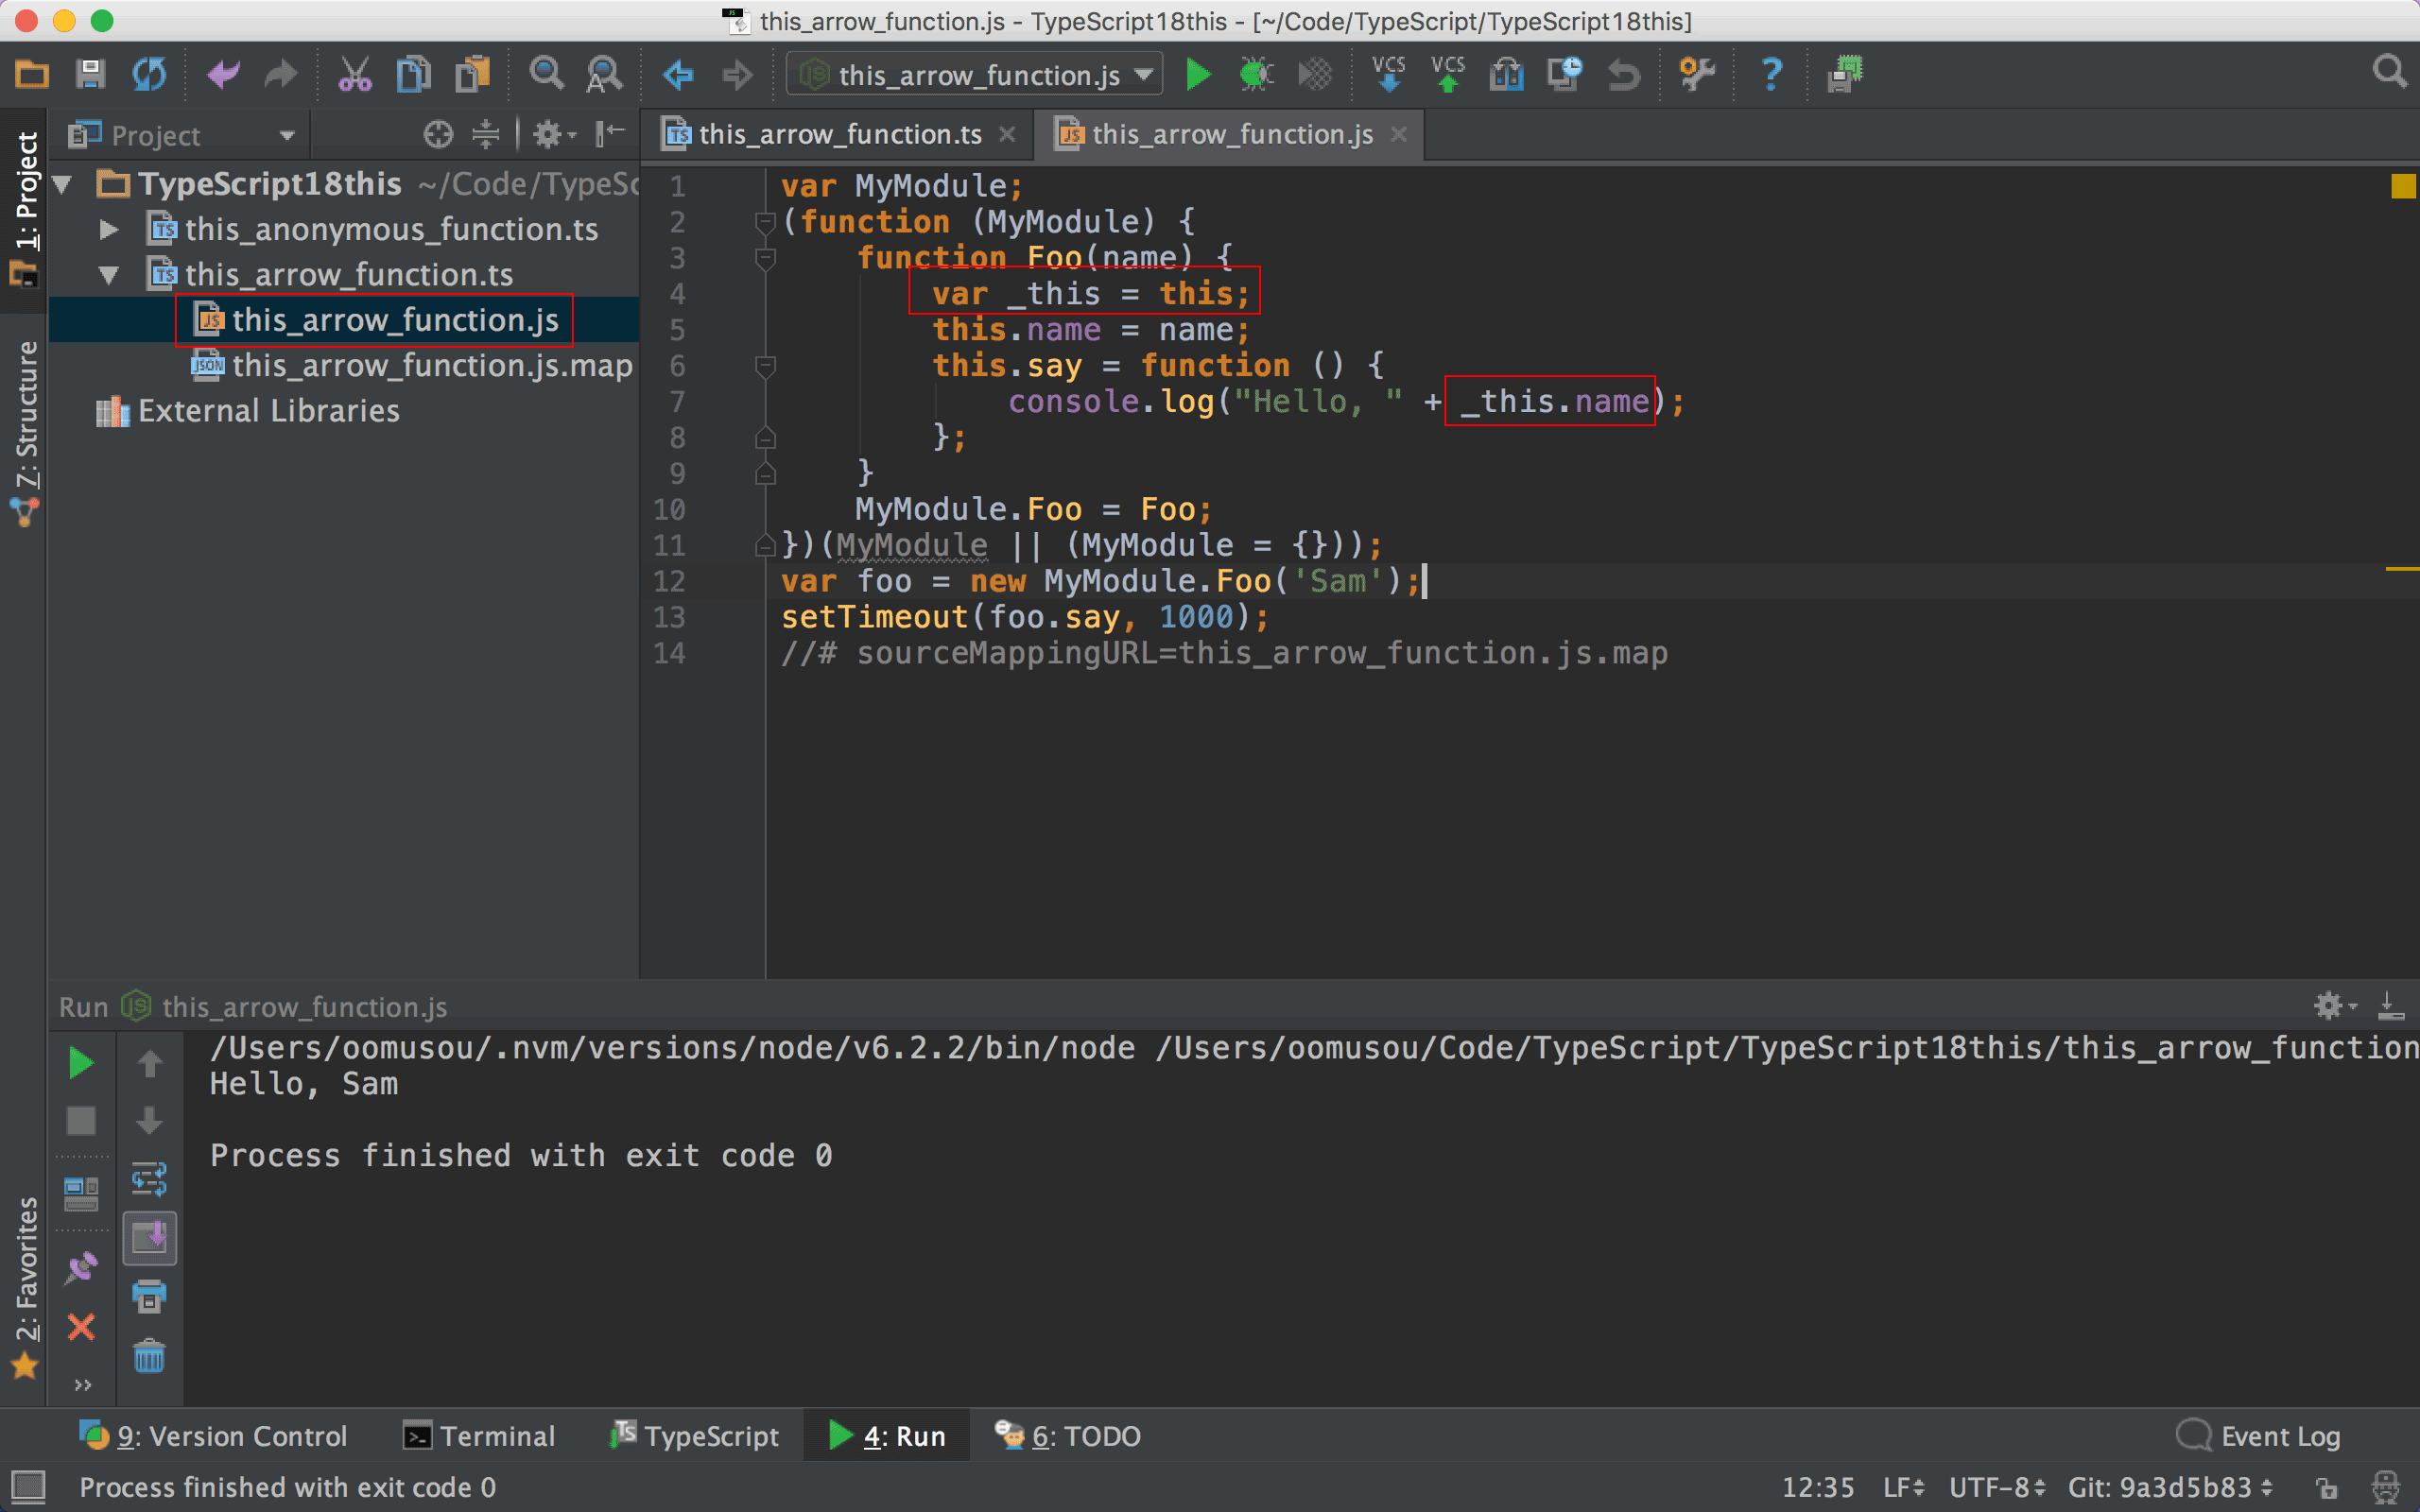 this_arrow_function.js - TypeScript18this - [~/Code/TypeScript/TypeScript18this]
this_arrow_function.js
VCS
VCS
Project
this_arrow_function.ts
this_arrow_function.js
1: Project
7: Structure
2: Favorites
TypeScript18this ~/Code/TypeSc
this_anonymous_function.ts
this_arrow_function.ts
this_arrow_function.js
this_arrow_function.js.map
External Libraries
1 var MyModule;
2 (function (MyModule) {
3 function Foo(name) {
4 var _this = this;
5 this.name = name;
6 this.say = function () {
7 console.log("Hello, " + _this.name);
8 };
9 }
10 MyModule.Foo = Foo;
11 })(MyModule || (MyModule = {}));
12 var foo = new MyModule.Foo('Sam');
13 setTimeout(foo.say, 1000);
14 //# sourceMappingURL=this_arrow_function.js.map
Run this_arrow_function.js
/Users/oomusou/.nvm/versions/node/v6.2.2/bin/node /Users/oomusou/Code/TypeScript/TypeScript18this/this_arrow_function
Hello, Sam
Process finished with exit code 0
9: Version Control
Terminal
TypeScript
4: Run
6: TODO
Event Log
Process finished with exit code 0
12:35
LF
UTF-8
Git: 9a3d5b83